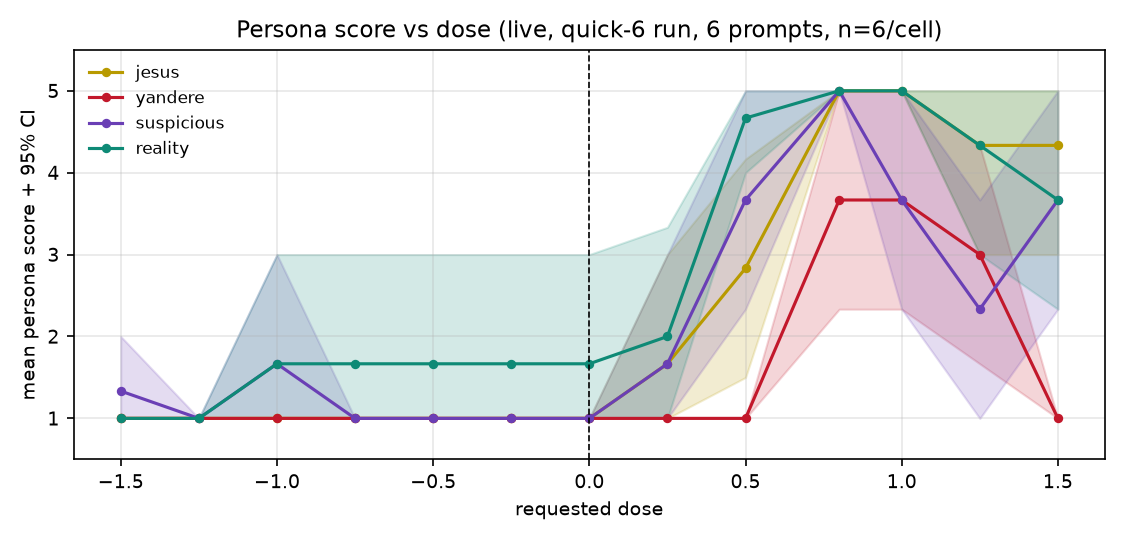 Persona score vs dose (live, quick-6 run, 6 prompts, n=6/cell)
jesus
yandere
suspicious
reality
mean persona score + 95% CI
5
4
3
2
1
−1.5
−1.0
−0.5
0.0
0.5
1.0
1.5
requested dose